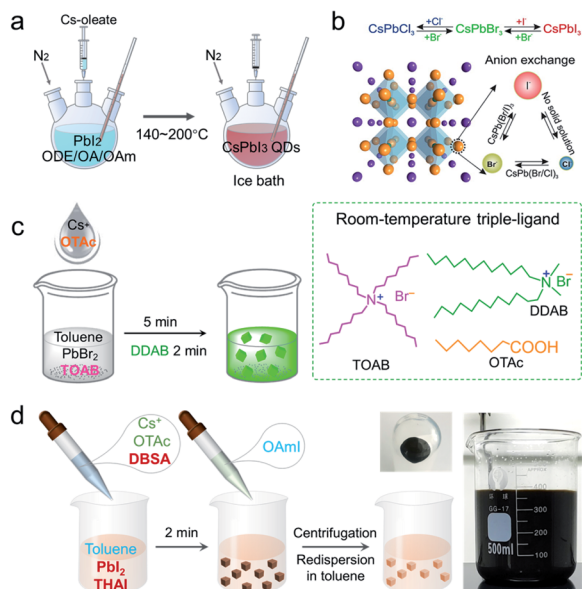 a
Cs-oleate
N₂
PbI₂
ODE/OA/OAm
140~200°C
N₂
CsPbI₃ QDs
Ice bath
b
CsPbCl₃ +Cl⁻ +Br⁻ CsPbBr₃ +I⁻ +Br⁻ CsPbI₃
Anion exchange
I⁻
CsPb(Br/I)₃
No solid solution
Br⁻
Cl⁻
CsPb(Br/Cl)₃
c
Cs⁺
OTAc
Toluene
PbBr₂
TOAB
5 min
DDAB 2 min
Room-temperature triple-ligand
N⁺ Br⁻
TOAB
N⁺ Br⁻
DDAB
COOH
OTAc
d
Cs⁺
OTAc
DBSA
Toluene
PbI₂
THAI
2 min
OAmI
Centrifugation
Redispersion
in toluene
GG-17
500ml
400
300
200
100